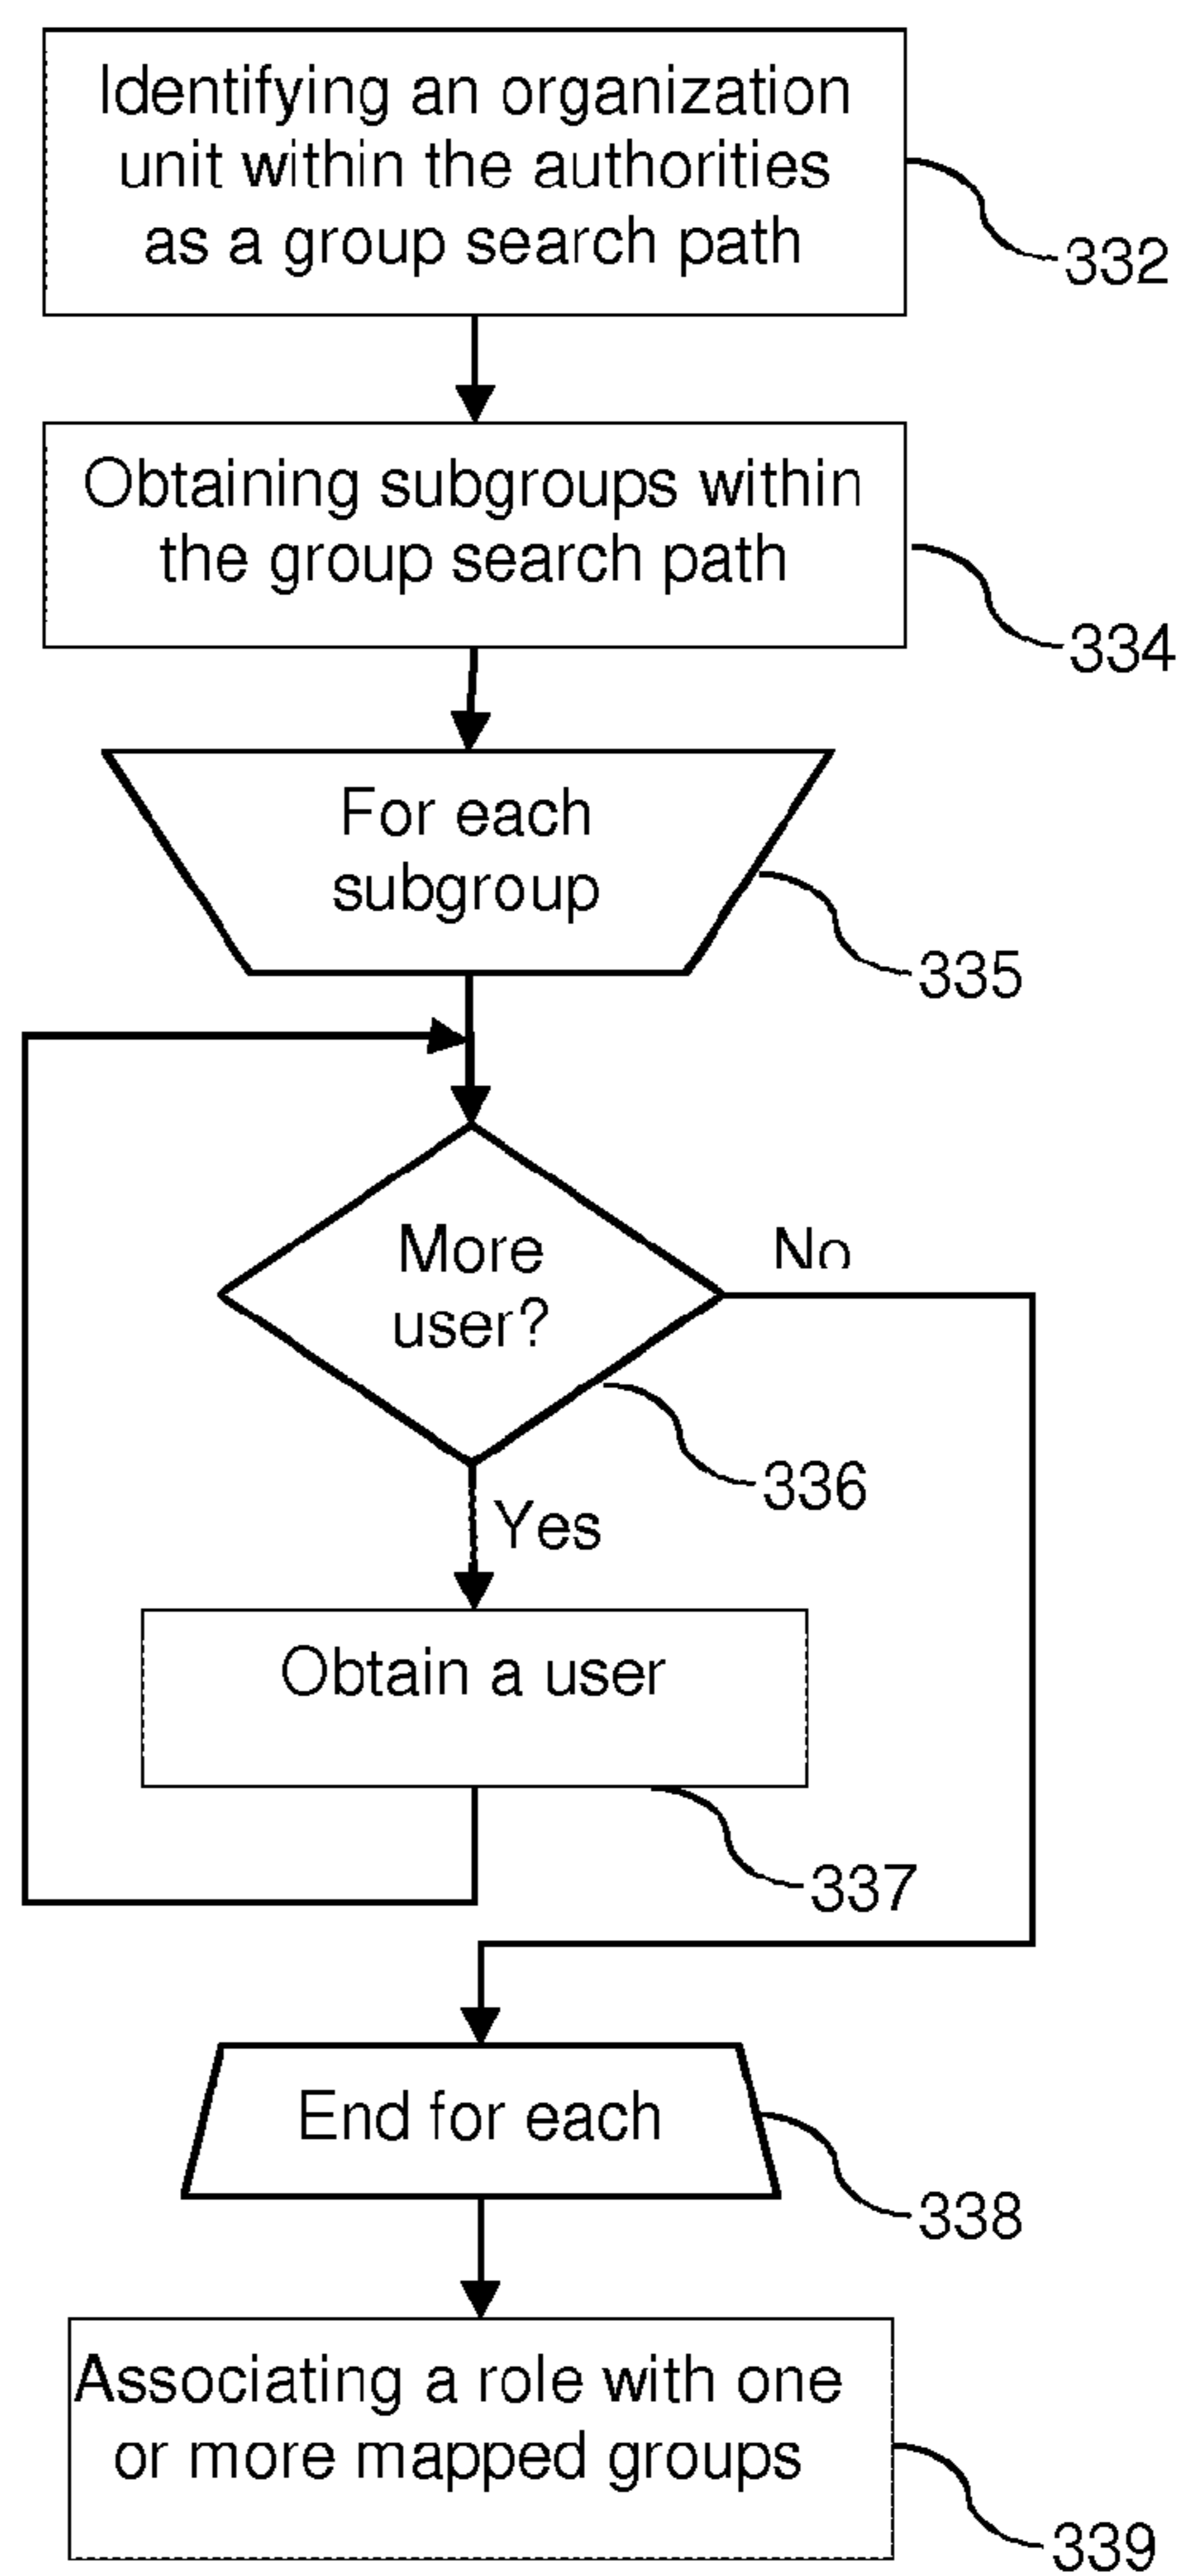 Identifying an organization
unit within the authorities
as a group search path
332
Obtaining subgroups within
the group search path
334
For each
subgroup
335
More
user?
No
336
Yes
Obtain a user
337
End for each
338
Associating a role with one
or more mapped groups
339